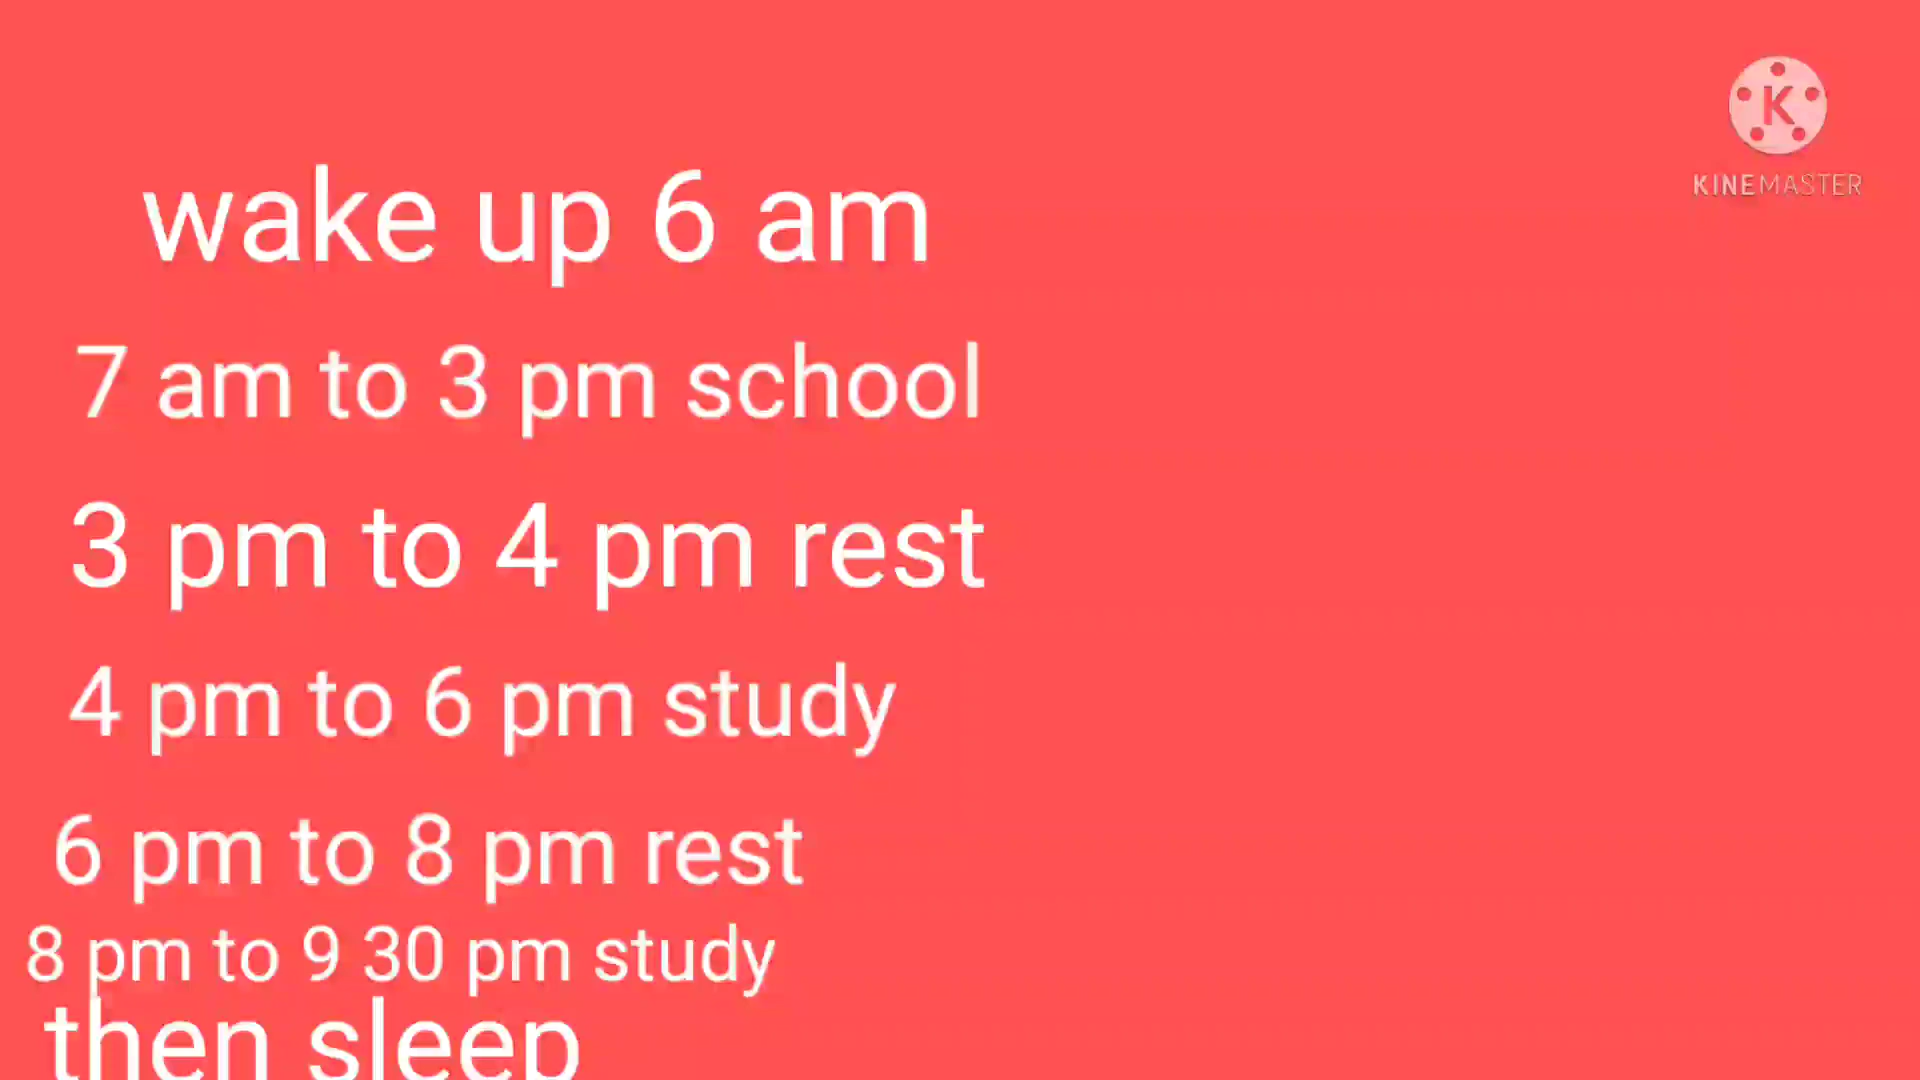 K
KINEMASTER
wake up 6 am
7 am to 3 pm school
3 pm to 4 pm rest
4 pm to 6 pm study
6 pm to 8 pm rest
8 pm to 9 30 pm study
then sleep